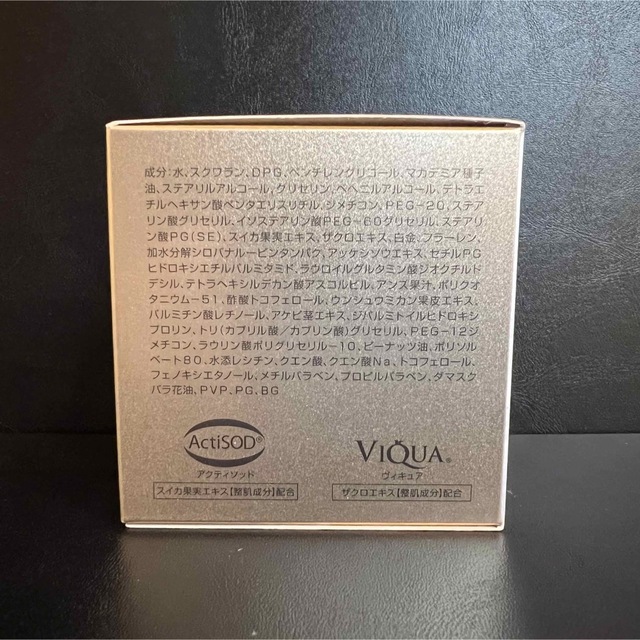 成分:水、スクワラン、DPG、ペンチレングリコール、マカデミア種子
油、ステアリルアルコール、グリセリン、ベヘニルアルコール、テトラエ
チルヘキサン酸ペンタエリスリチル、ジメチコン、PEG-20、ステア
リン酸グリセリル、イソステアリン酸PEG-60グリセリル、ステアリ
ン酸PG(SE)、スイカ果実エキス、ザクロエキス、白金、フラーレン、
加水分解シロバナルーピンタンパク、アッケシソウエキス、セチルPG
ヒドロキシエチルパルミタミド、ラウロイルグルタミン酸ジオクチルド
デシル、テトラヘキシルデカン酸アスコルビル、アンズ果汁、ポリクオ
タニウム-51、酢酸トコフェロール、ウンシュウミカン果皮エキス、
パルミチン酸レチノール、アケビ茎エキス、ジパルミトイルヒドロキシ
プロリン、トリ(カプリル酸/カプリン酸)グリセリル、PEG-12ジ
メチコン、ラウリン酸ポリグリセリル-10、ピーナッツ油、ポリソル
ベート80、水添レシチン、クエン酸、クエン酸Na、トコフェロール、
フェノキシエタノール、メチルパラベン、プロピルパラベン、ダマスク
バラ花油、PVP、PG、BG
ActiSOD®
アクティソッド
スイカ果実エキス【整肌成分】配合
VIQUA®
ヴィキュア
ザクロエキス【整肌成分】配合